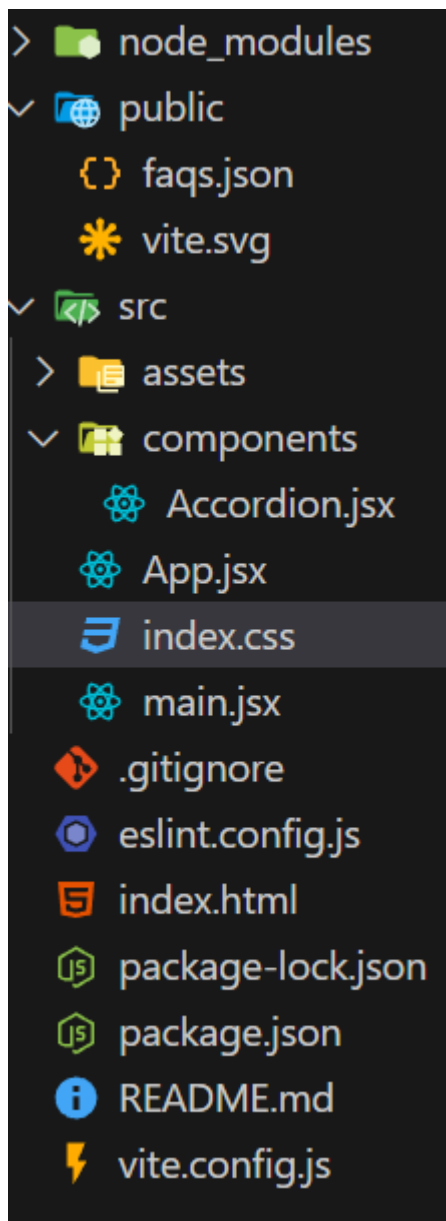 node_modules
public
faqs.json
vite.svg
src
assets
components
Accordion.jsx
App.jsx
index.css
main.jsx
.gitignore
eslint.config.js
index.html
package-lock.json
package.json
README.md
vite.config.js